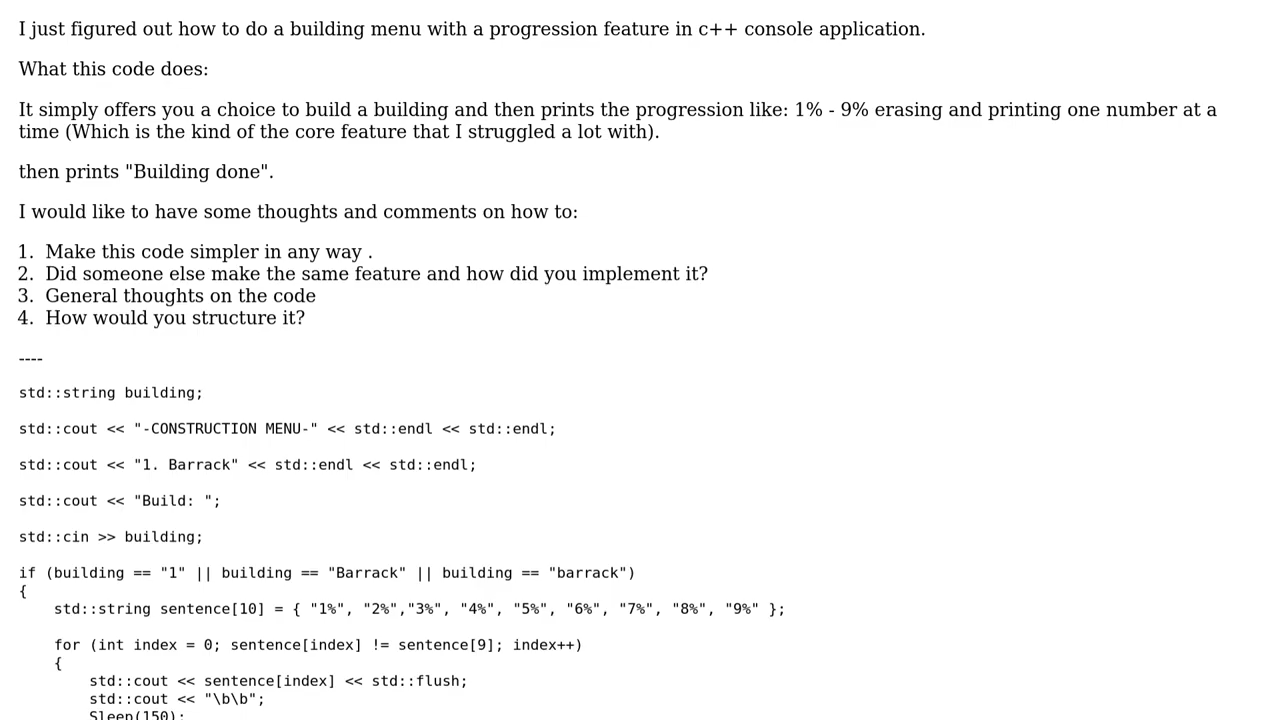 I just figured out how to do a building menu with a progression feature in c++ console application.
What this code does:
It simply offers you a choice to build a building and then prints the progression like: 1% - 9% erasing and printing one number at a
time (Which is the kind of the core feature that I struggled a lot with).
then prints "Building done".
I would like to have some thoughts and comments on how to:
1. Make this code simpler in any way .
2. Did someone else make the same feature and how did you implement it?
3. General thoughts on the code
4. How would you structure it?
----
std::string building;
std::cout << "-CONSTRUCTION MENU-" << std::endl << std::endl;
std::cout << "1. Barrack" << std::endl << std::endl;
std::cout << "Build: ";
std::cin >> building;
if (building == "1" || building == "Barrack" || building == "barrack")
{
    std::string sentence[10] = { "1%", "2%","3%", "4%", "5%", "6%", "7%", "8%", "9%" };
    for (int index = 0; sentence[index] != sentence[9]; index++)
    {
        std::cout << sentence[index] << std::flush;
        std::cout << "\b\b";
        Sleep(150);